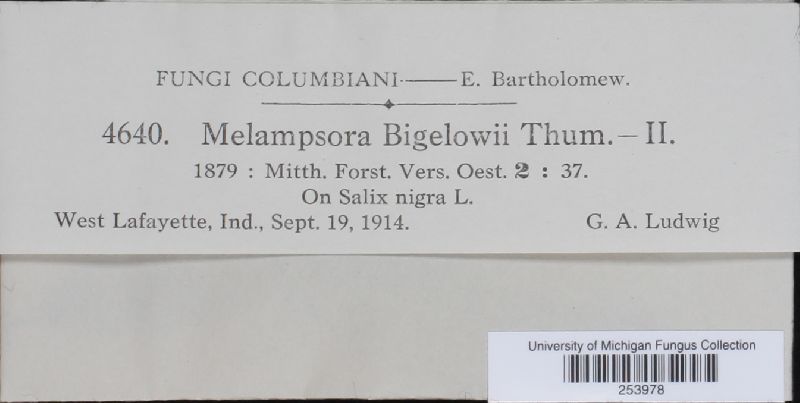 FUNGI COLUMBIANI——E. Bartholomew.
4640. Melampsora Bigelowii Thum.—II.
1879 : Mitth. Forst. Vers. Oest. 2 : 37.
On Salix nigra L.
West Lafayette, Ind., Sept. 19, 1914. G. A. Ludwig
University of Michigan Fungus Collection
253978